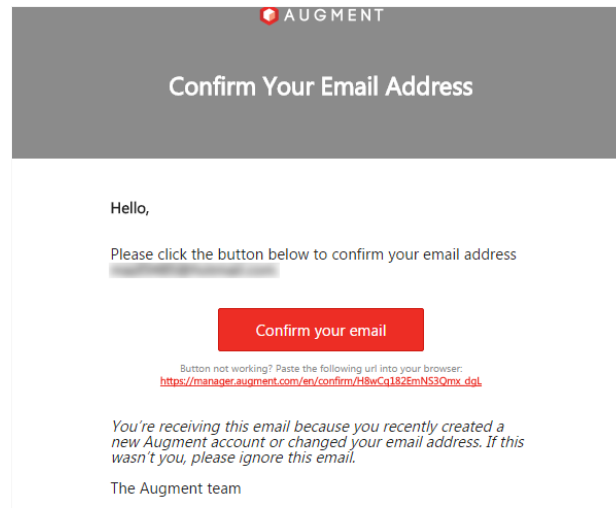 AUGMENT
Confirm Your Email Address
Hello,
Please click the button below to confirm your email address
Confirm your email
Button not working? Paste the following url into your browser:
https://manager.augment.com/en/confirm/H8wCq182EmNS3Qmx_dgL
You're receiving this email because you recently created a
new Augment account or changed your email address. If this
wasn't you, please ignore this email.
The Augment team